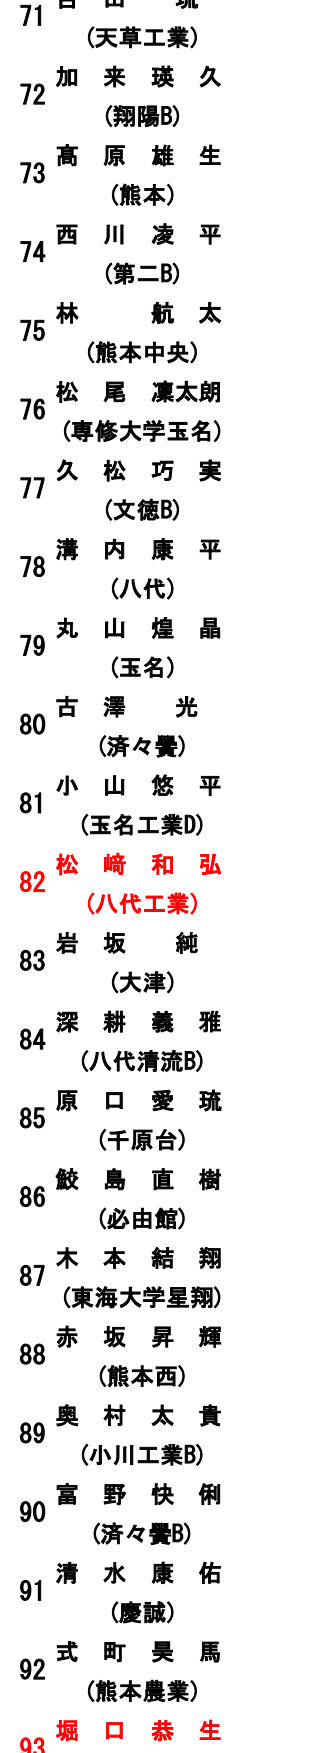 71
(天草工業)
72 加来瑛久
(翔陽B)
73 髙原雄生
(熊本)
74 西川凌平
(第二B)
75 林航太
(熊本中央)
76 松尾凜太朗
(専修大学玉名)
77 久松巧実
(文徳B)
78 溝内康平
(八代)
79 丸山煌晶
(玉名)
80 古澤光
(済々黌)
81 小山悠平
(玉名工業D)
82 松﨑和弘
(八代工業)
83 岩坂純
(大津)
84 深耕義雅
(八代清流B)
85 原口愛琉
(千原台)
86 鮫島直樹
(必由館)
87 木本結翔
(東海大学星翔)
88 赤坂昇輝
(熊本西)
89 奥村太貴
(小川工業B)
90 富野快俐
(済々黌B)
91 清水康佑
(慶誠)
92 式町昊馬
(熊本農業)
93 堀口恭生